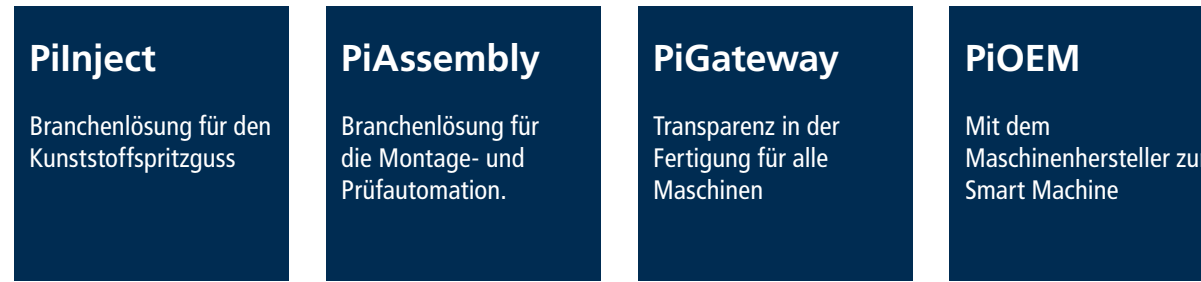 PiInject
Branchenlösung für den
Kunststoffspritzguss
PiAssembly
Branchenlösung für
die Montage- und
Prüfautomation.
PiGateway
Transparenz in der
Fertigung für alle
Maschinen
PiOEM
Mit dem
Maschinenhersteller
Smart Machine